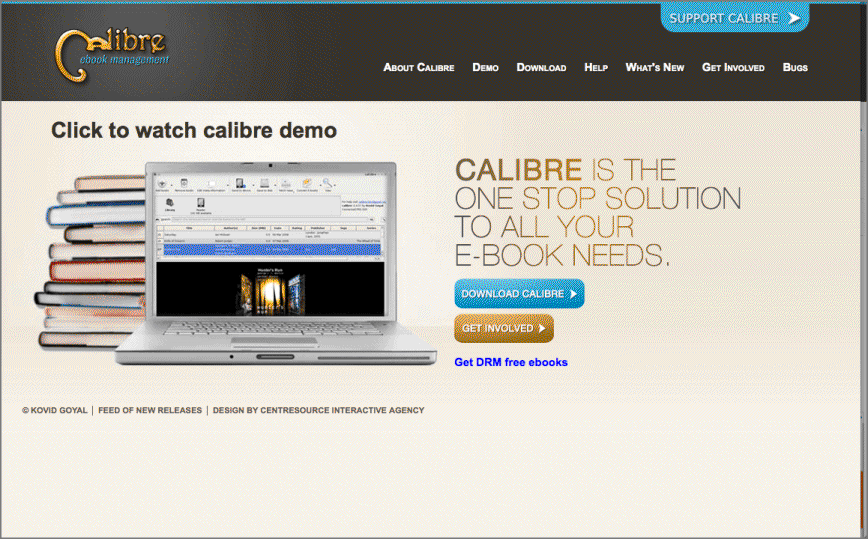 SUPPORT CALIBRE
Calibre
ebook management
About Calibre Demo Download Help What's New Get Involved Bugs
Click to watch calibre demo
CALIBRE IS THE
ONE STOP SOLUTION
TO ALL YOUR
E-BOOK NEEDS.
DOWNLOAD CALIBRE
GET INVOLVED
Get DRM free ebooks
© KOVID GOYAL | FEED OF NEW RELEASES | DESIGN BY CENTRESOURCE INTERACTIVE AGENCY